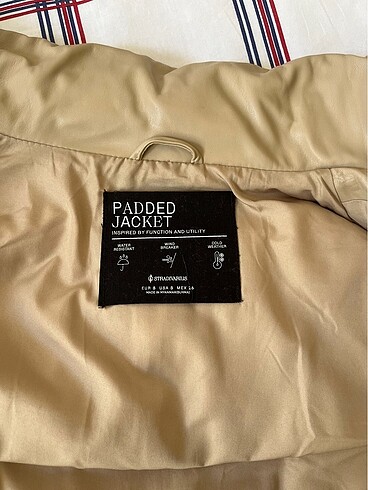 PADDED
JACKET
INSPIRED BY FUNCTION AND UTILITY
WATER RESISTANT
WIND BREAKER
COLD WEATHER
STRADIVARIUS
EUR S USA S MEX 26
MADE IN MYANMAR(BURMA)